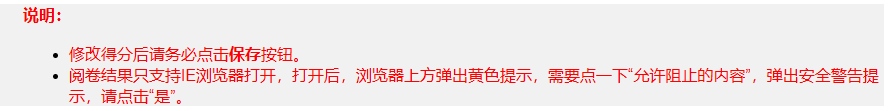 说明：
修改得分后请务必点击保存按钮。
阅卷结果只支持IE浏览器打开，打开后，浏览器上方弹出黄色提示，需要点一下“允许阻止的内容”，弹出安全警告提
示，请点击“是”。